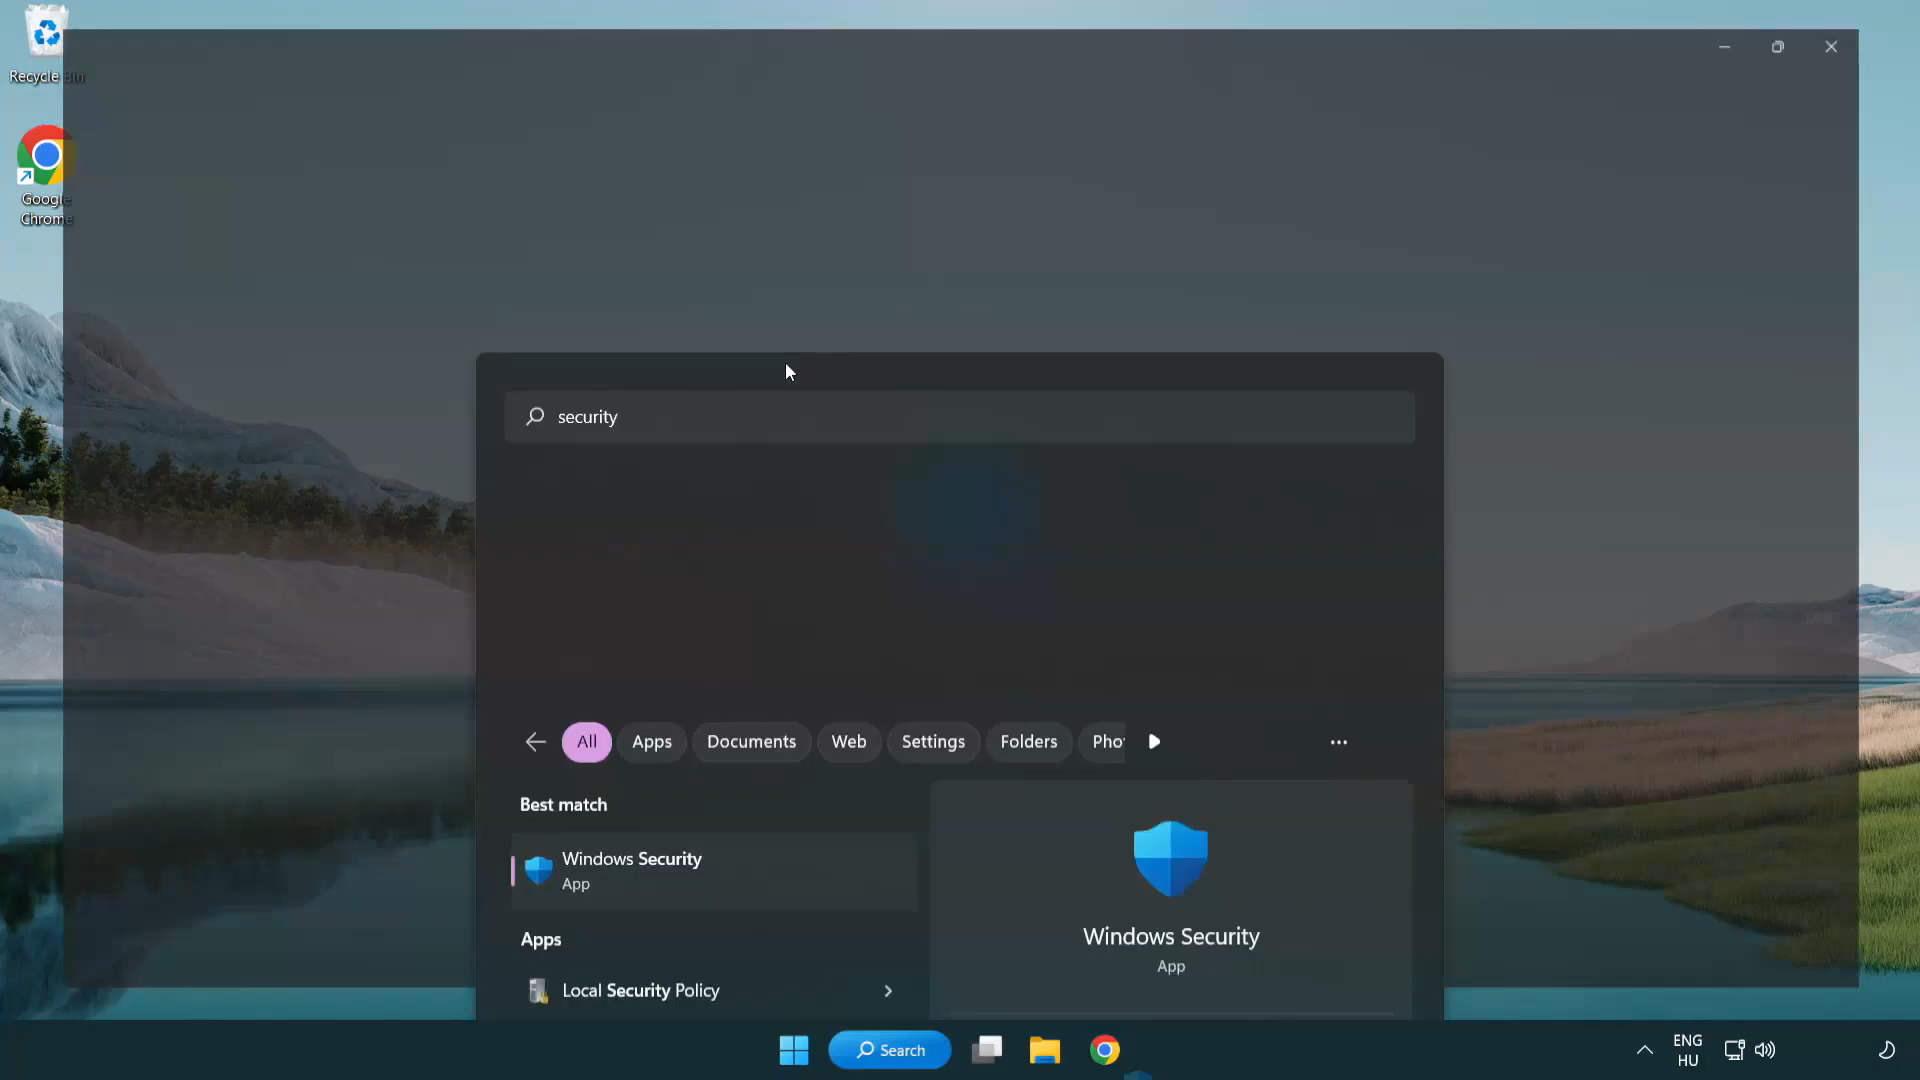 Recycle Bin
Google
Chrome
security
All
Apps
Documents
Web
Settings
Folders
Best match
Windows Security
App
Apps
Local Security Policy
Windows Security
App
Search
ENG
HU